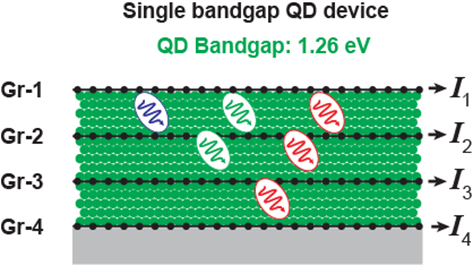 Single bandgap QD device
QD Bandgap: 1.26 eV
Gr-1
I1
Gr-2
I2
Gr-3
I3
Gr-4
I4